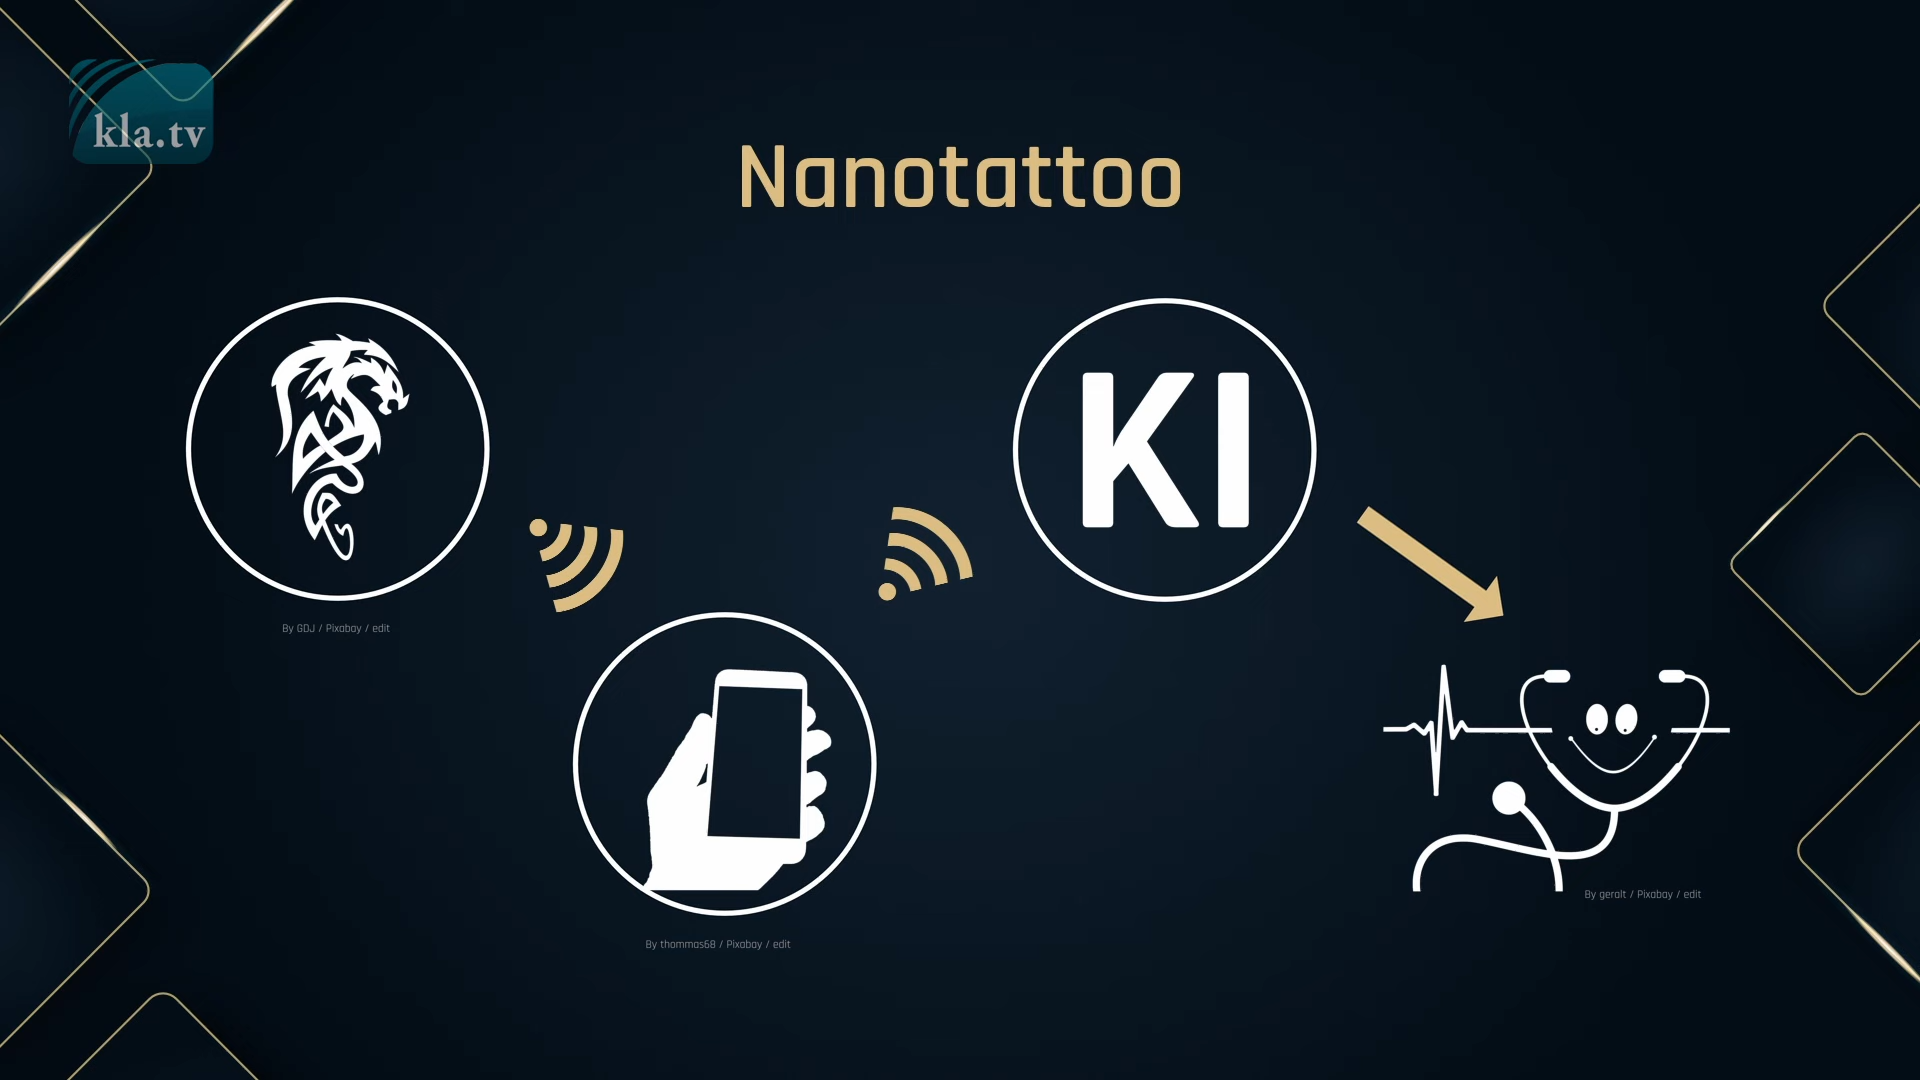 kla.tv
Nanotattoo
KI
By GDJ / Pixabay / edit
By geralt / Pixabay / edit
By thommas68 / Pixabay / edit